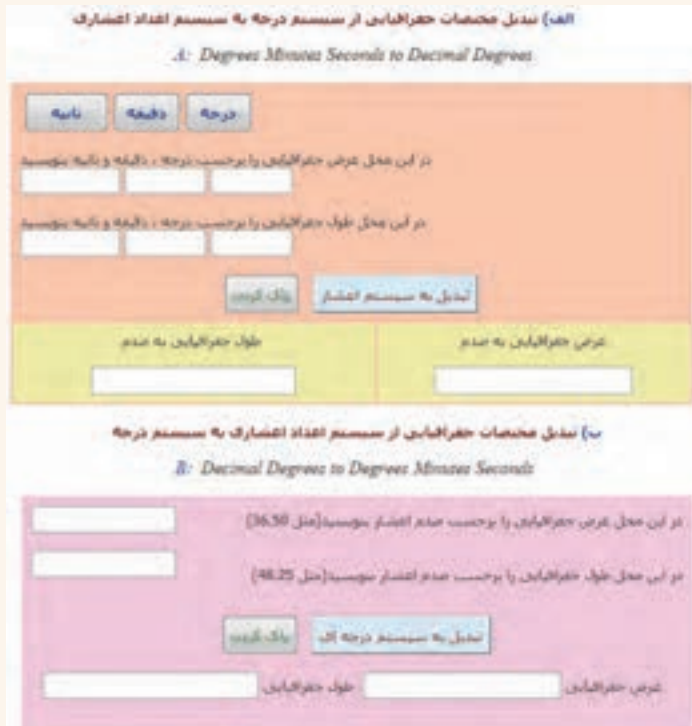 الف) تبدیل مختصات جغرافیایی از سیستم درجه به سیستم اعداد اعشاری
A: Degrees Minutes Seconds to Decimal Degrees
درجه دقیقه ثانیه
در این محل عرض جغرافیایی را برحسب درجه ، دقیقه و ثانیه بنویسید
در این محل طول جغرافیایی را برحسب درجه ، دقیقه و ثانیه بنویسید
تبدیل به سیستم اعشار پاک کردن
عرض جغرافیایی به صدم طول جغرافیایی به صدم
ب) تبدیل مختصات جغرافیایی از سیستم اعداد اعشاری به سیستم درجه
B: Decimal Degrees to Degrees Minutes Seconds
در این محل عرض جغرافیایی را برحسب صدم اعشار بنویسید(مثل 36.50)
در این محل طول جغرافیایی را برحسب صدم اعشار بنویسید(مثل 48.25)
تبدیل به سیستم درجه ای پاک کردن
عرض جغرافیایی طول جغرافیایی